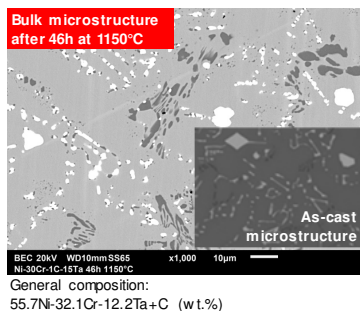 Bulk microstructure
after 46h at 1150°C
As-cast
microstructure
BEC 20kV WD10mm SS65 x1,000 10µm
Ni-30Cr-1C-15Ta 46h 1150°C
General composition:
55.7Ni-32.1Cr-12.2Ta+C (wt.%)